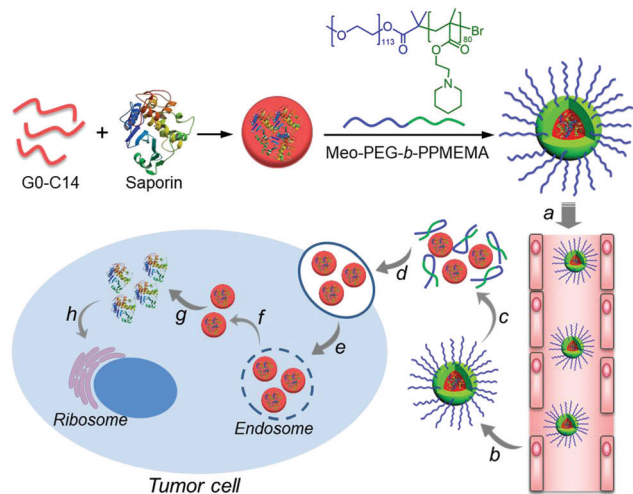 O
O
113
O
O
80
Br
O
O
N
G0-C14
+
Saporin
Meo-PEG-b-PPMEMA
a
b
c
d
e
f
g
h
Ribosome
Endosome
Tumor cell